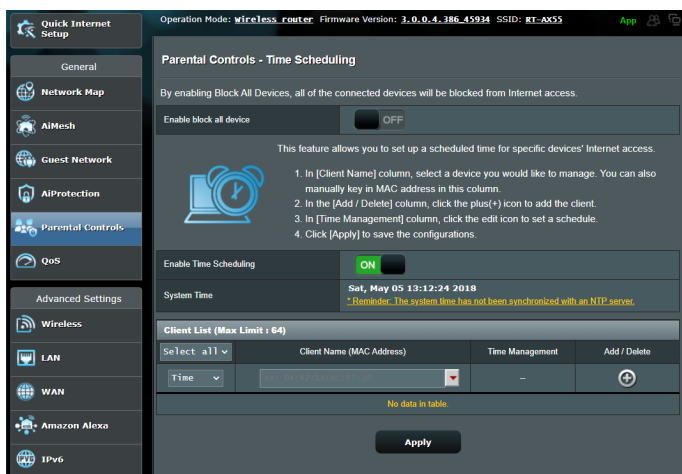 Quick Internet
Setup
Operation Mode: Wireless router Firmware Version: 3.0.0.4.386_45934 SSID: RT-AX55 App
General
Network Map
AiMesh
Guest Network
AiProtection
Parental Controls
QoS
Advanced Settings
Wireless
LAN
WAN
Amazon Alexa
IPv6
Parental Controls - Time Scheduling
By enabling Block All Devices, all of the connected devices will be blocked from Internet access.
Enable block all device OFF
This feature allows you to set up a scheduled time for specific devices' Internet access.
1. In [Client Name] column, select a device you would like to manage. You can also
manually key in MAC address in this column.
2. In the [Add / Delete] column, click the plus(+) icon to add the client.
3. In [Time Management] column, click the edit icon to set a schedule.
4. Click [Apply] to save the configurations.
Enable Time Scheduling ON
System Time Sat, May 05 13:12:24 2018
* Reminder: The system time has not been synchronized with an NTP server.
Client List (Max Limit : 64)
Select all Client Name (MAC Address) Time Management Add / Delete
Time –
No data in table.
Apply